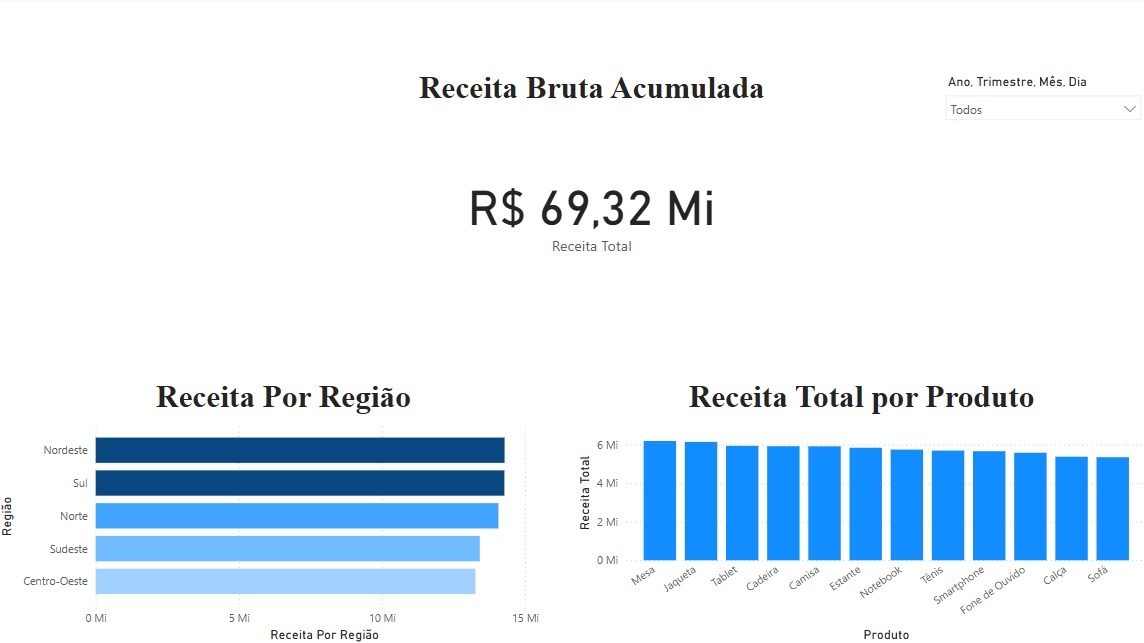 Receita Bruta Acumulada
Ano, Trimestre, Mês, Dia
Todos
R$ 69,32 Mi
Receita Total
Receita Por Região
Região
Nordeste
Sul
Norte
Sudeste
Centro-Oeste
0 Mi
5 Mi
10 Mi
15 Mi
Receita Por Região
Receita Total por Produto
Receita Total
6 Mi
4 Mi
2 Mi
0 Mi
Mesa
Jaqueta
Tablet
Cadeira
Camisa
Estante
Notebook
Tênis
Smartphone
Fone de Ouvido
Calça
Sofá
Produto